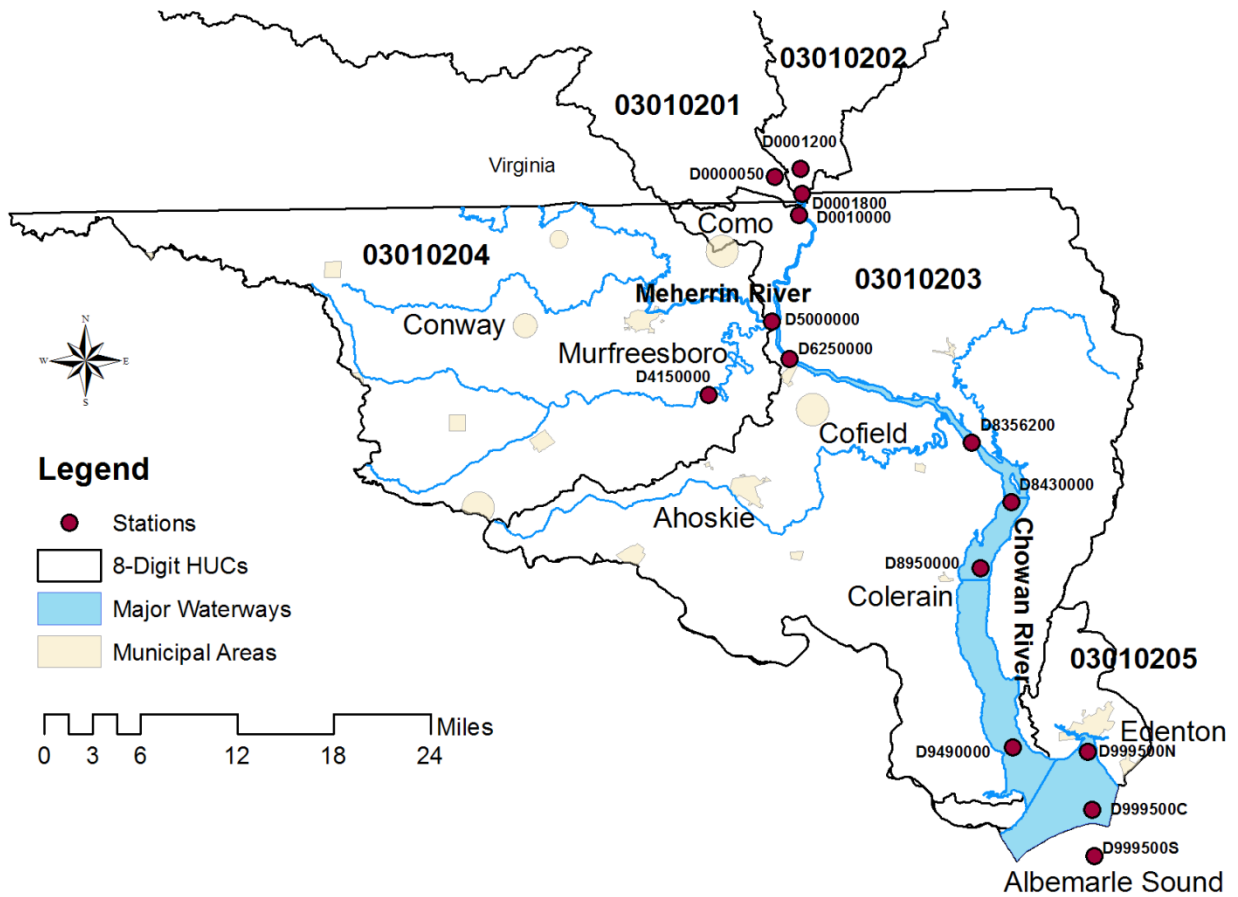 03010202
03010201
D0001200
Virginia
D0000050
D0001800
D0010000
Como
03010204
03010203
Meherrin River
D5000000
Conway
Murfreesboro
D6250000
D4150000
N
W
E
S
Cofield
D8356200
Legend
D8430000
Ahoskie
Stations
8-Digit HUCs
Major Waterways
Municipal Areas
Chowan River
D8950000
Colerain
03010205
Miles
0 3 6 12 18 24
Edenton
D9490000
D999500N
D999500C
D999500S
Albemarle Sound